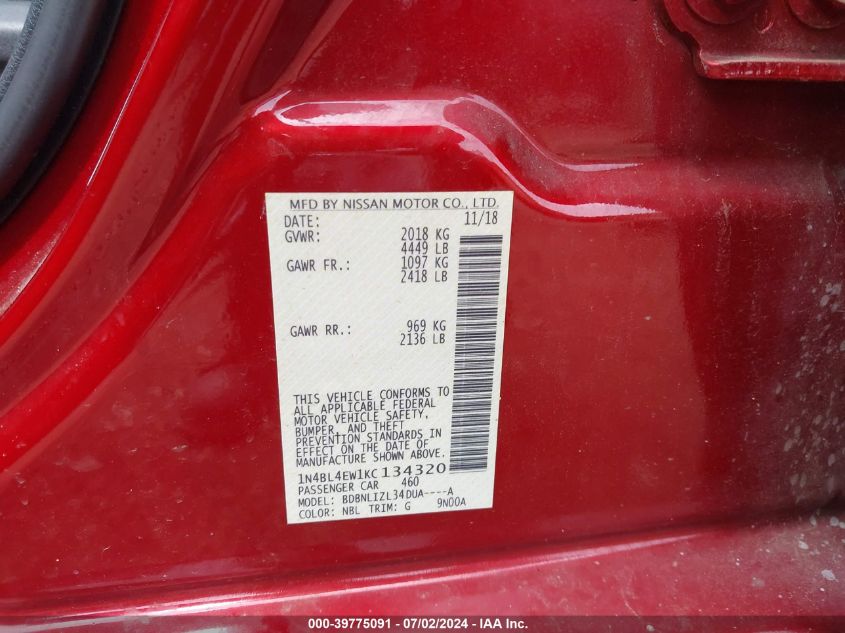 MFD BY NISSAN MOTOR CO., LTD.
DATE: 11/18
GVWR: 2018 KG
4449 LB
GAWR FR.: 1097 KG
2418 LB
GAWR RR.: 969 KG
2136 LB
THIS VEHICLE CONFORMS TO
ALL APPLICABLE FEDERAL
MOTOR VEHICLE SAFETY,
BUMPER, AND THEFT
PREVENTION STANDARDS IN
EFFECT ON THE DATE OF
MANUFACTURE SHOWN ABOVE.
1N4BL4EW1KC134320
PASSENGER CAR 460
MODEL: BDBNLIZL34DUA----A
COLOR: NBL TRIM: G 9N00A
000-39775091 - 07/02/2024 - IAA Inc.